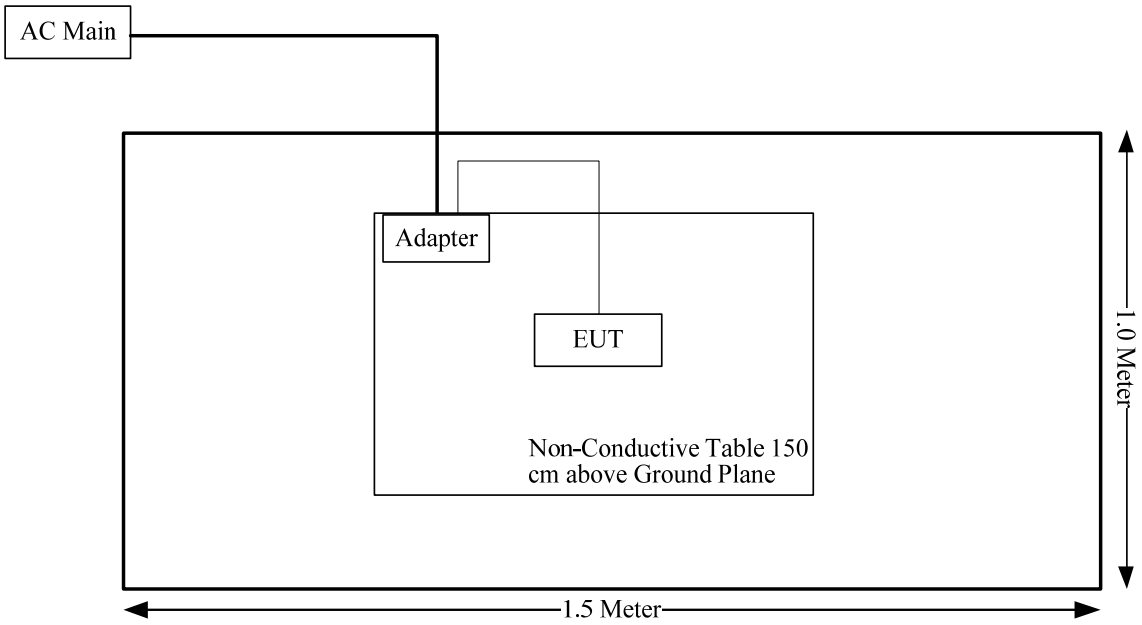 AC Main
Adapter
EUT
Non-Conductive Table 150
cm above Ground Plane
1.0 Meter
1.5 Meter